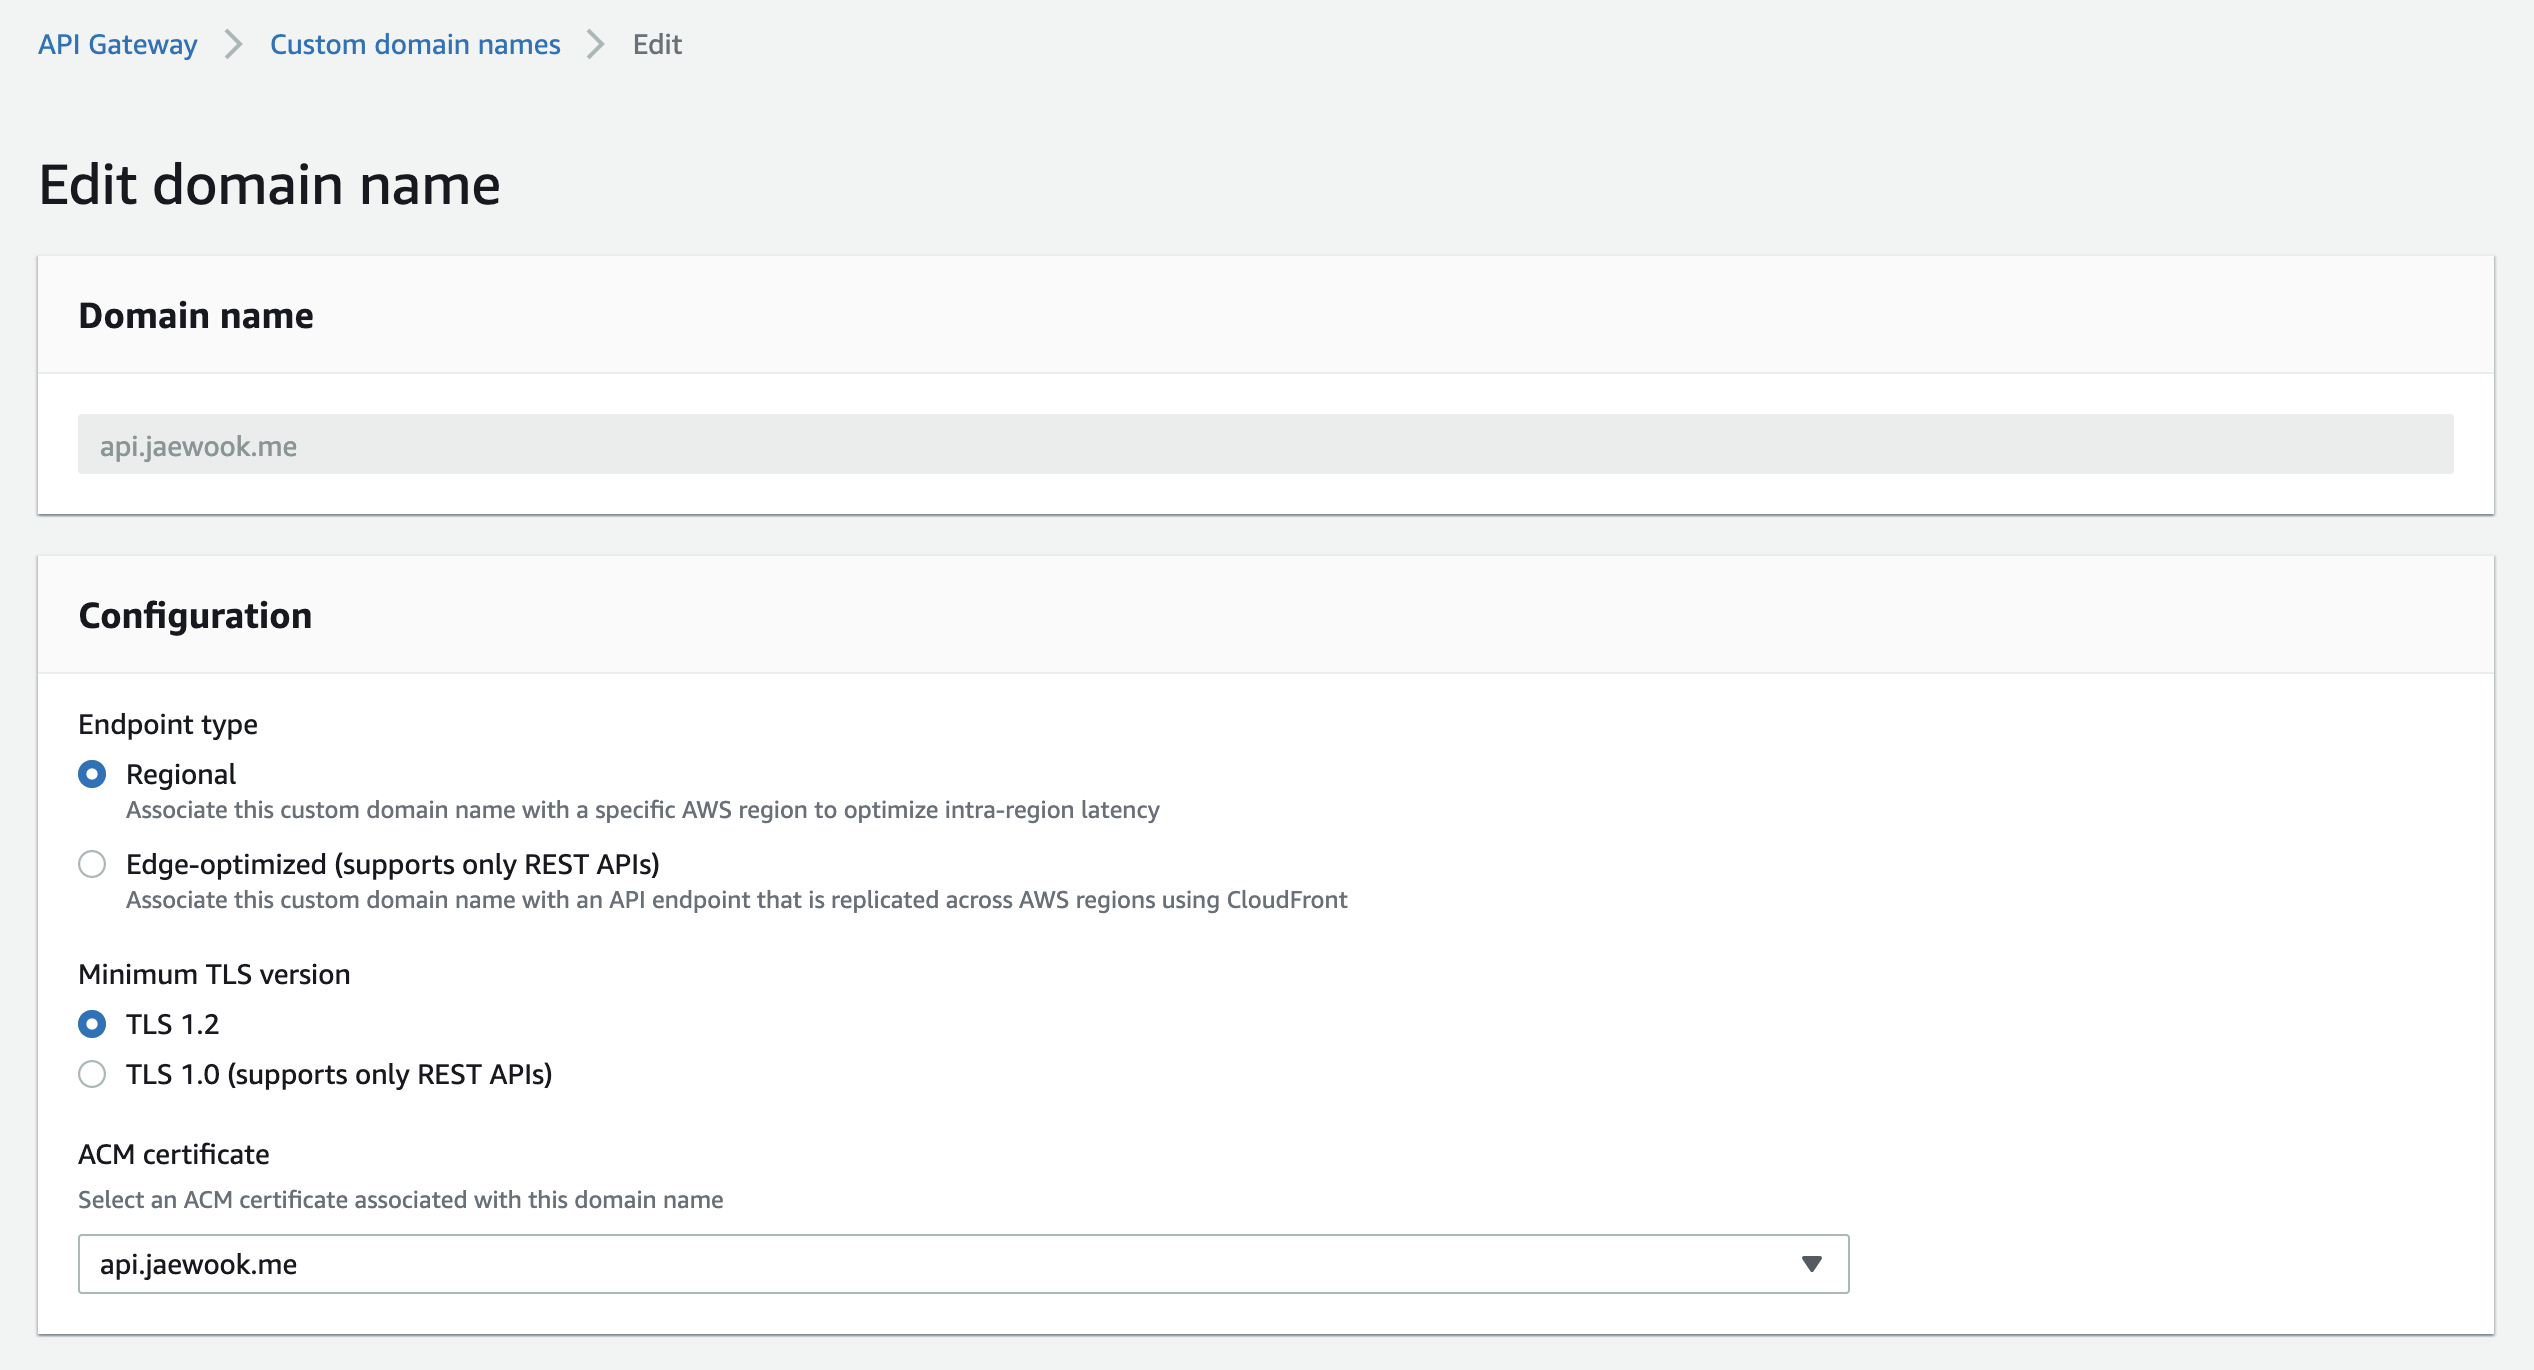 API Gateway > Custom domain names > Edit
Edit domain name
Domain name
api.jaewook.me
Configuration
Endpoint type
Regional
Associate this custom domain name with a specific AWS region to optimize intra-region latency
Edge-optimized (supports only REST APIs)
Associate this custom domain name with an API endpoint that is replicated across AWS regions using CloudFront
Minimum TLS version
TLS 1.2
TLS 1.0 (supports only REST APIs)
ACM certificate
Select an ACM certificate associated with this domain name
api.jaewook.me